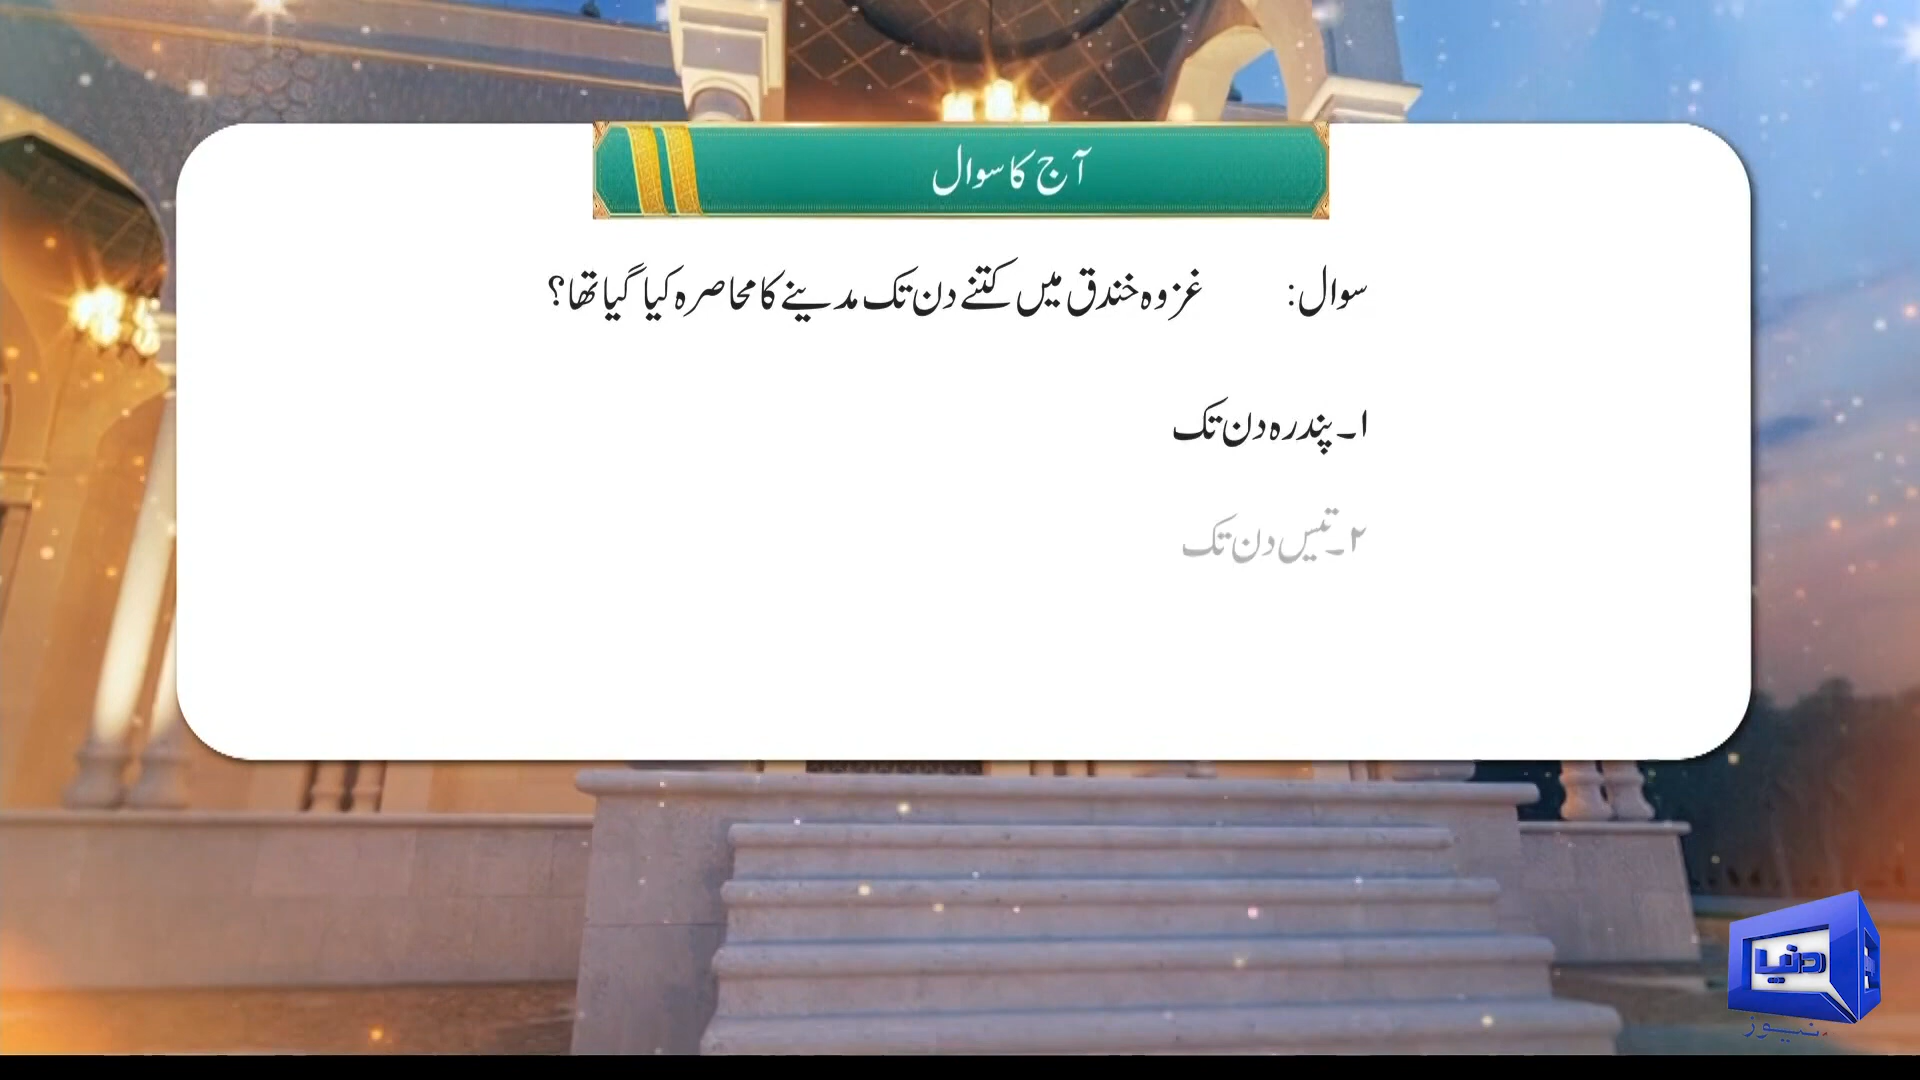 آج کا سوال
سوال: غزوہ خندق میں کتنے دن تک مدینے کا محاصرہ کیا گیا تھا؟
۱۔ پندرہ دن تک
۲۔ تیس دن تک
دنیا
نیوز